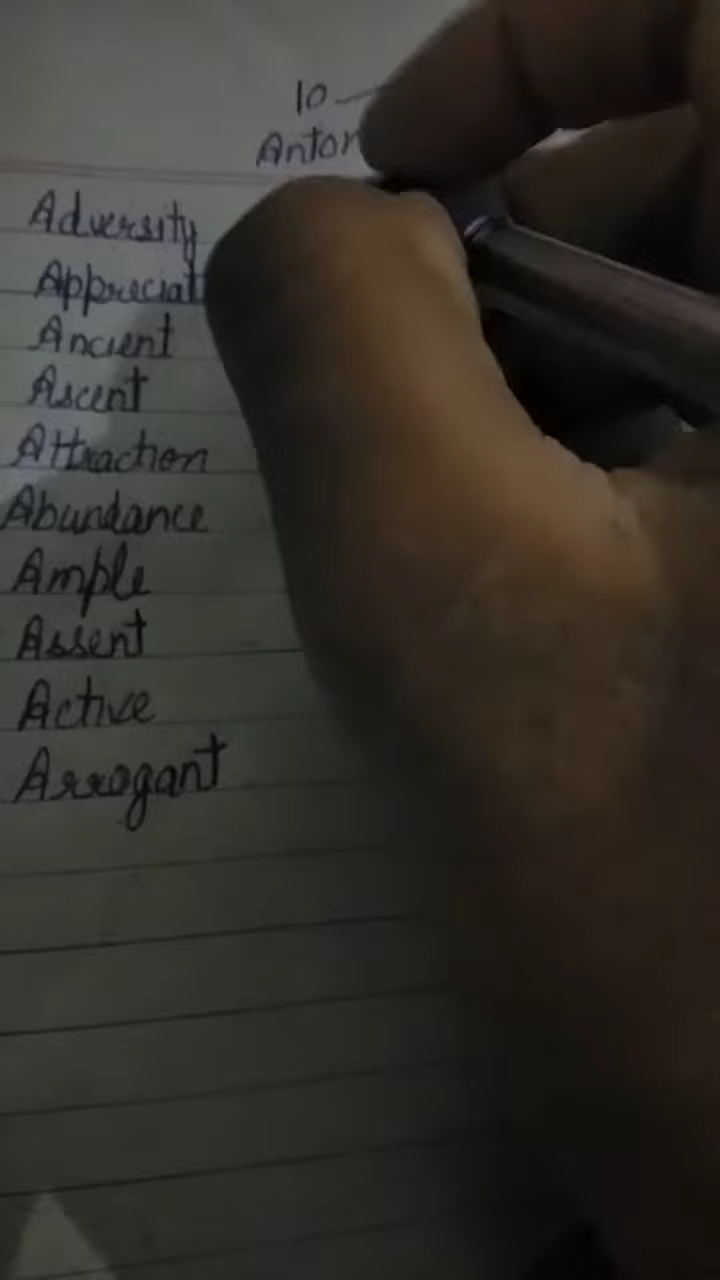 10
Anton
Adversity
Appreciat
Ancient
Ascent
Attraction
Abundance
Ample
Assent
Active
Arrogant